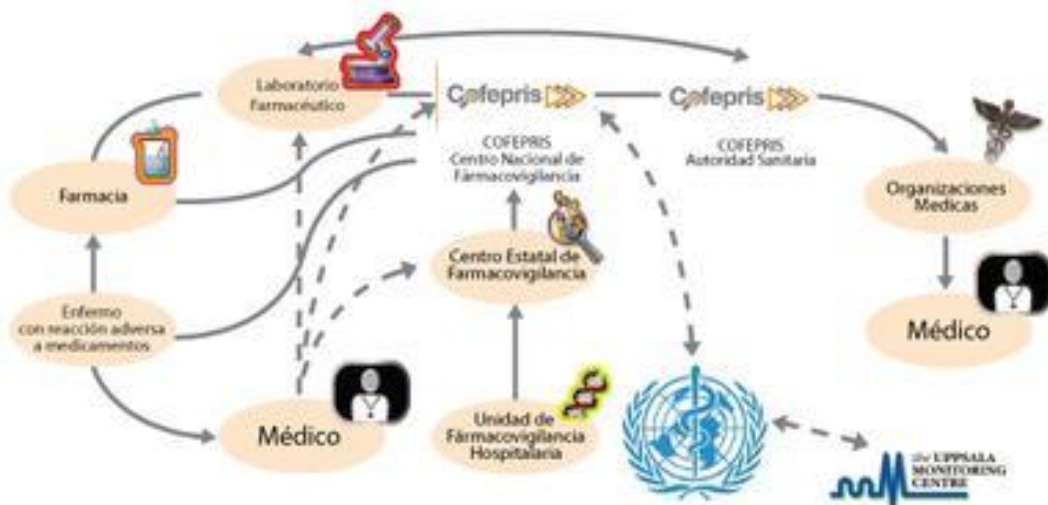 Laboratorio
Farmacéutico
Cofepris
COFEPRIS
Centro Nacional de
Fármacovigilancia
Cofepris
COFEPRIS
Autoridad Sanitaria
Farmacia
Organizaciones
Medicas
Centro Estatal de
Farmacovigilancia
Enfermo
con reacción adversa
a medicamentos
Médico
Médico
Unidad de
Fármacovigilancia
Hospitalaria
the UPPSALA
MONITORING
CENTRE